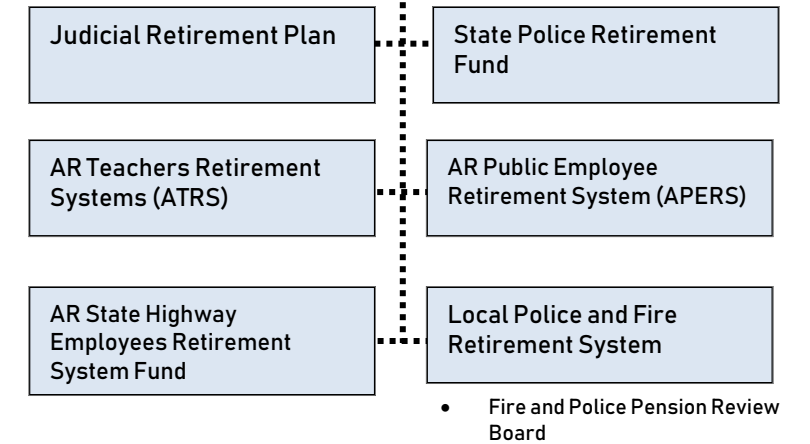 Judicial Retirement Plan
State Police Retirement
Fund
AR Teachers Retirement
Systems (ATRS)
AR Public Employee
Retirement System (APERS)
AR State Highway
Employees Retirement
System Fund
Local Police and Fire
Retirement System
• Fire and Police Pension Review
Board